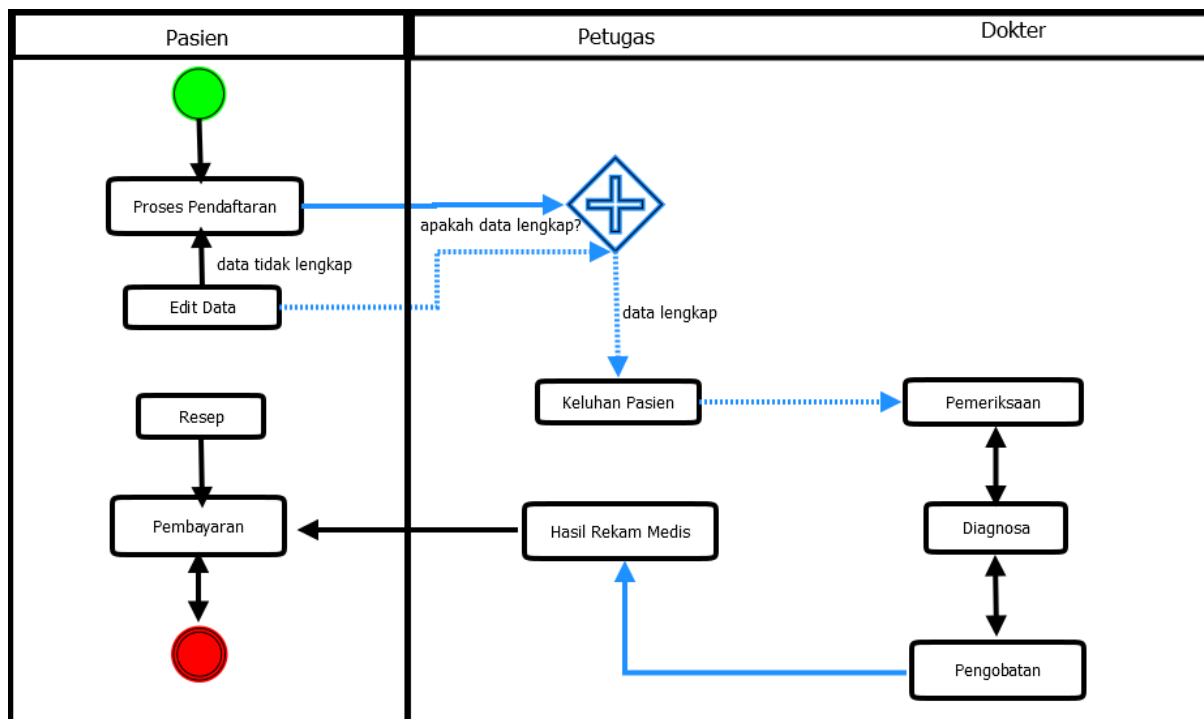 Pasien
Petugas
Dokter
Proses Pendaftaran
apakah data lengkap?
data tidak lengkap
Edit Data
data lengkap
Resep
Keluhan Pasien
Pemeriksaan
Pembayaran
Hasil Rekam Medis
Diagnosa
Pengobatan